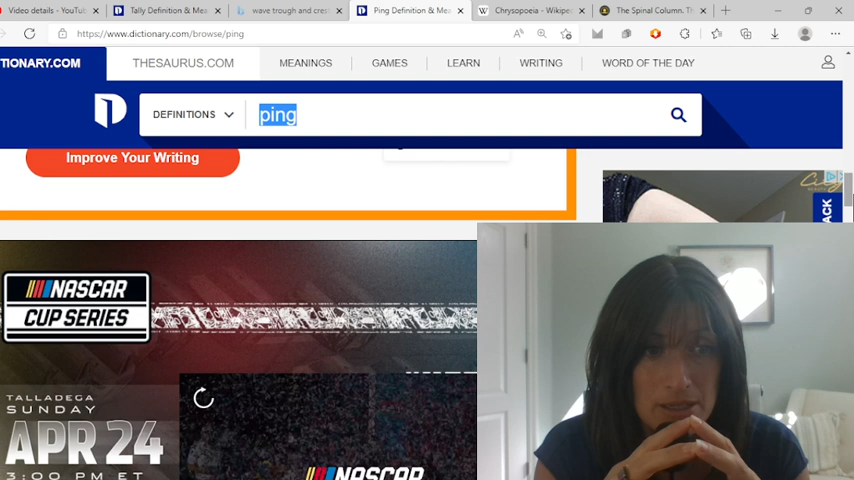 Video details - YouTub
Tally Definition & Mea
wave trough and crest
Ping Definition & Mea
Chrysopoeia - Wikipe
The Spinal Column. Th
https://www.dictionary.com/browse/ping
TIONARY.COM
THESAURUS.COM
MEANINGS
GAMES
LEARN
WRITING
WORD OF THE DAY
DEFINITIONS
ping
Improve Your Writing
ACK
NASCAR
CUP SERIES
TALLADEGA
SUNDAY
APR 24
3:00 PM ET
NASCAR